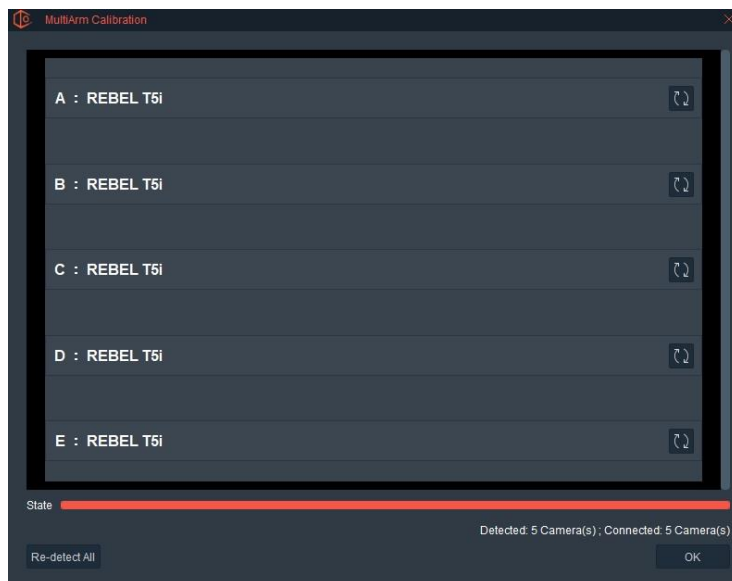 MultiArm Calibration
A : REBEL T5i
B : REBEL T5i
C : REBEL T5i
D : REBEL T5i
E : REBEL T5i
State
Detected: 5 Camera(s) ; Connected: 5 Camera(s)
Re-detect All
OK